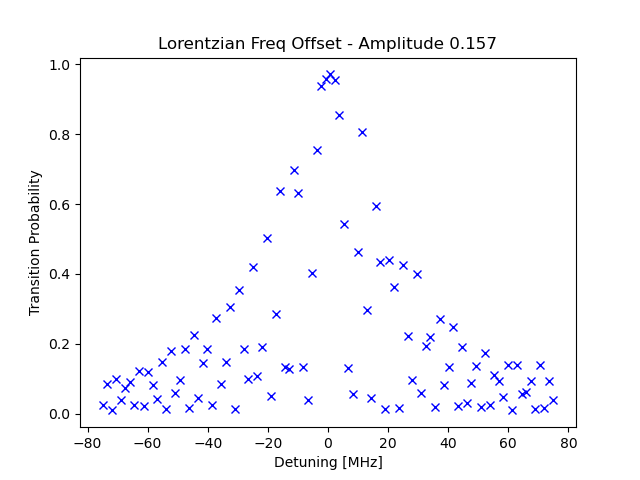 Lorentzian Freq Offset - Amplitude 0.157
Transition Probability
1.0
0.8
0.6
0.4
0.2
0.0
−80 −60 −40 −20 0 20 40 60 80
Detuning [MHz]